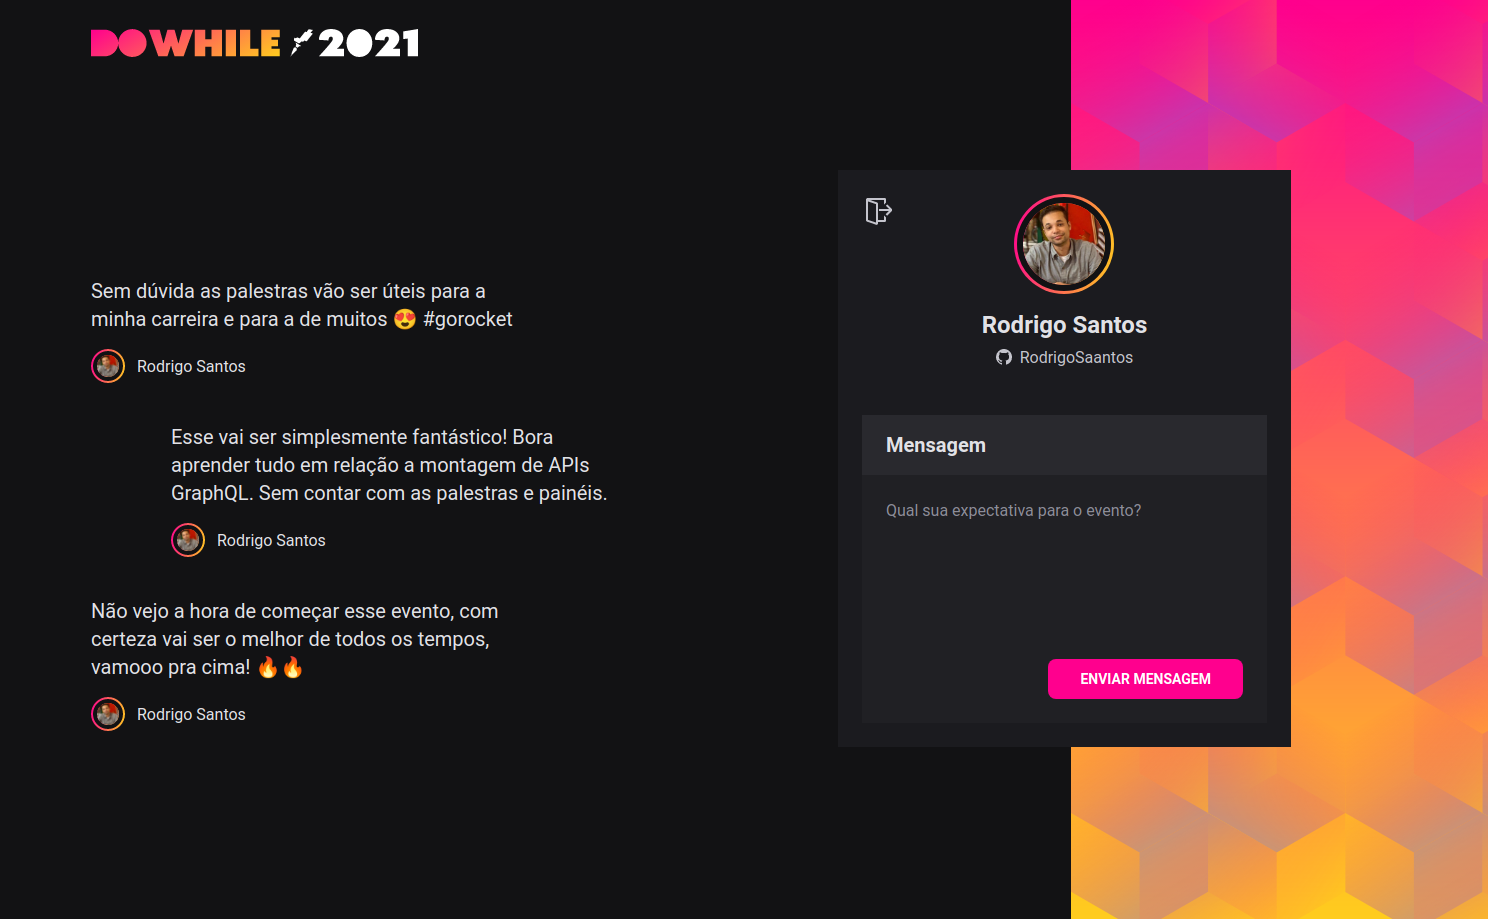 DOWHILE 2021
Sem dúvida as palestras vão ser úteis para a
minha carreira e para a de muitos 😍 #gorocket
Rodrigo Santos
Esse vai ser simplesmente fantástico! Bora
aprender tudo em relação a montagem de APIs
GraphQL. Sem contar com as palestras e painéis.
Rodrigo Santos
Não vejo a hora de começar esse evento, com
certeza vai ser o melhor de todos os tempos,
vamooo pra cima! 🔥🔥
Rodrigo Santos
Rodrigo Santos
RodrigoSaantos
Mensagem
Qual sua expectativa para o evento?
ENVIAR MENSAGEM